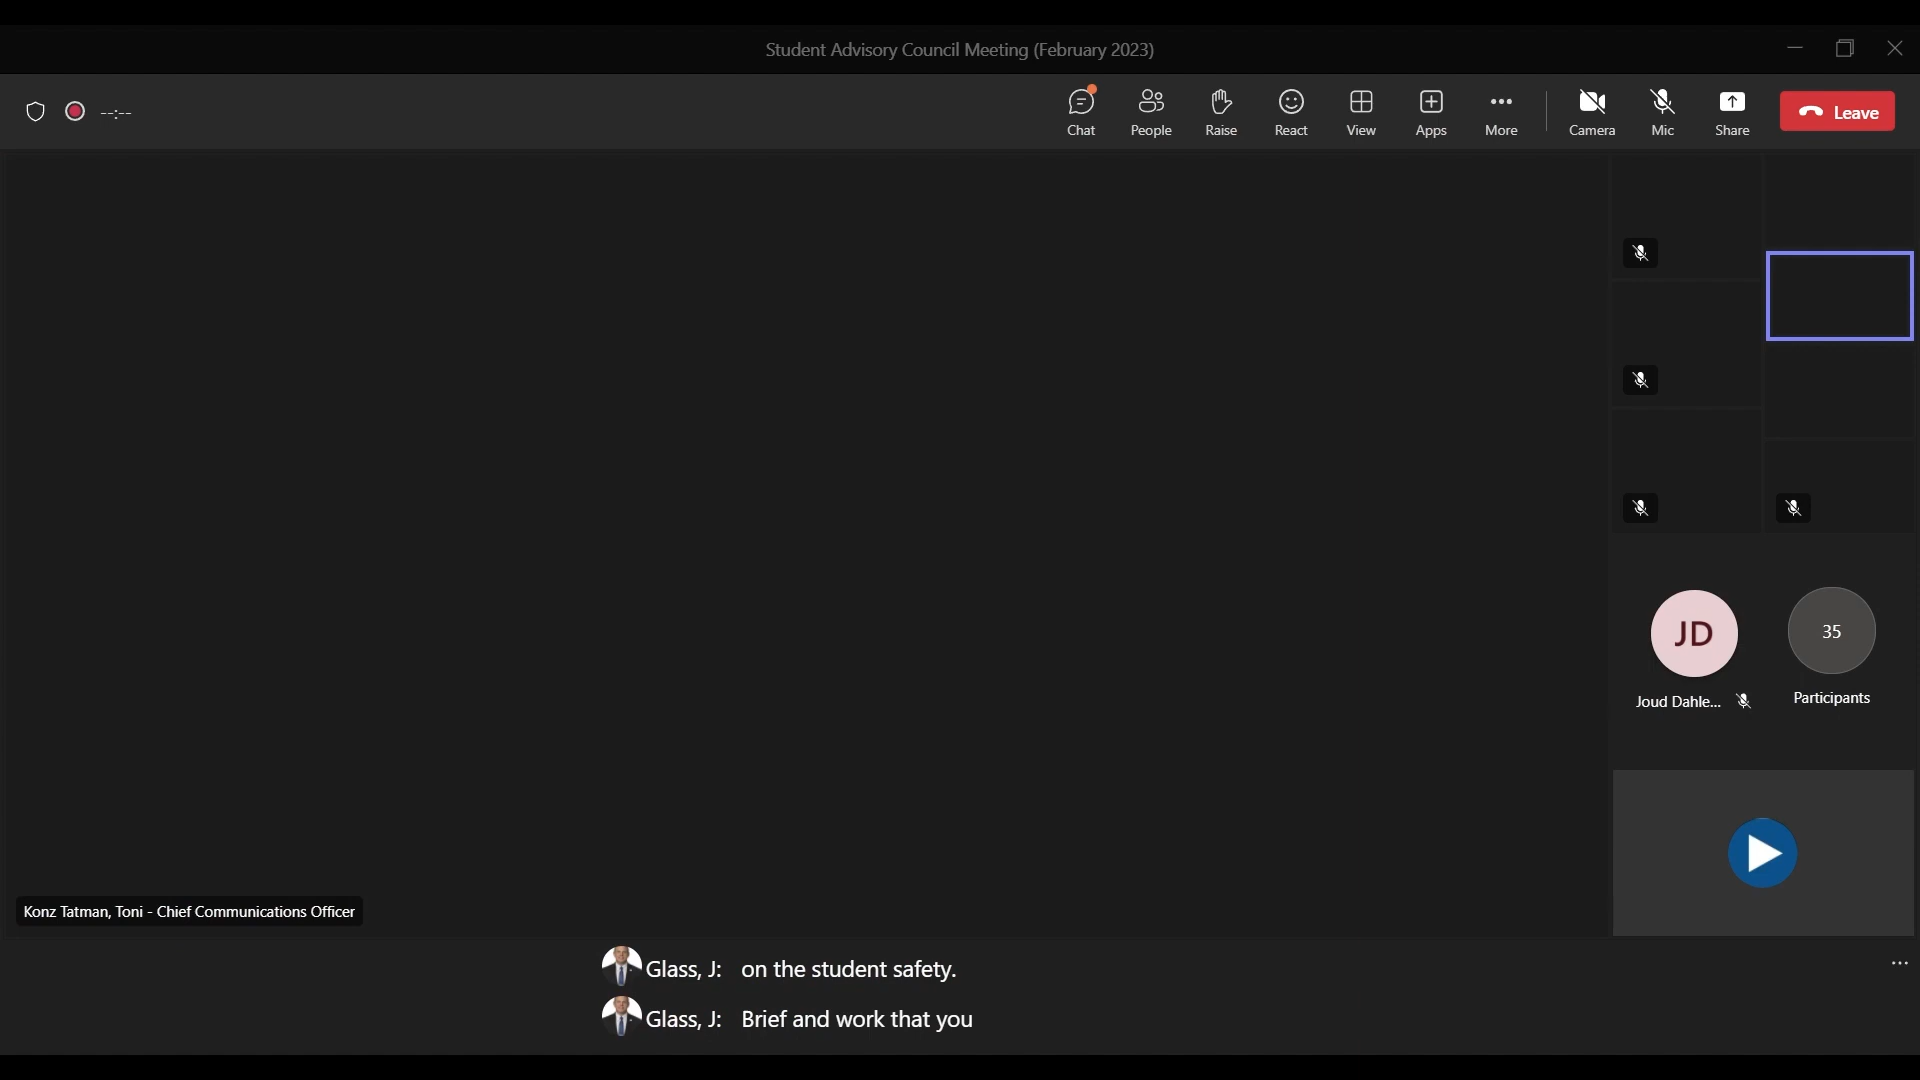 Student Advisory Council Meeting (February 2023)
--:--
Chat
People
Raise
React
View
Apps
More
Camera
Mic
Share
Leave
JD
35
Joud Dahle...
Participants
Konz Tatman, Toni - Chief Communications Officer
Glass, J: on the student safety.
Glass, J: Brief and work that you